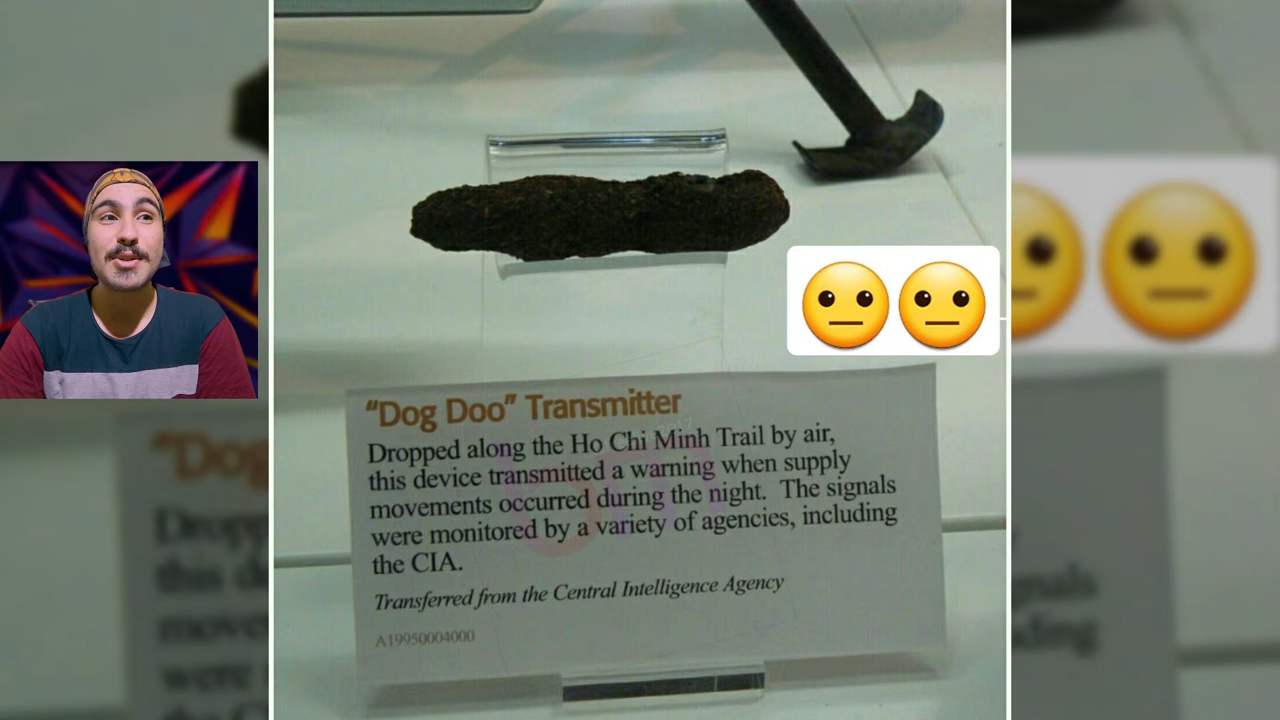 “Dog Doo” Transmitter
Dropped along the Ho Chi Minh Trail by air,
this device transmitted a warning when supply
movements occurred during the night. The signals
were monitored by a variety of agencies, including
the CIA.
Transferred from the Central Intelligence Agency
A19950004000